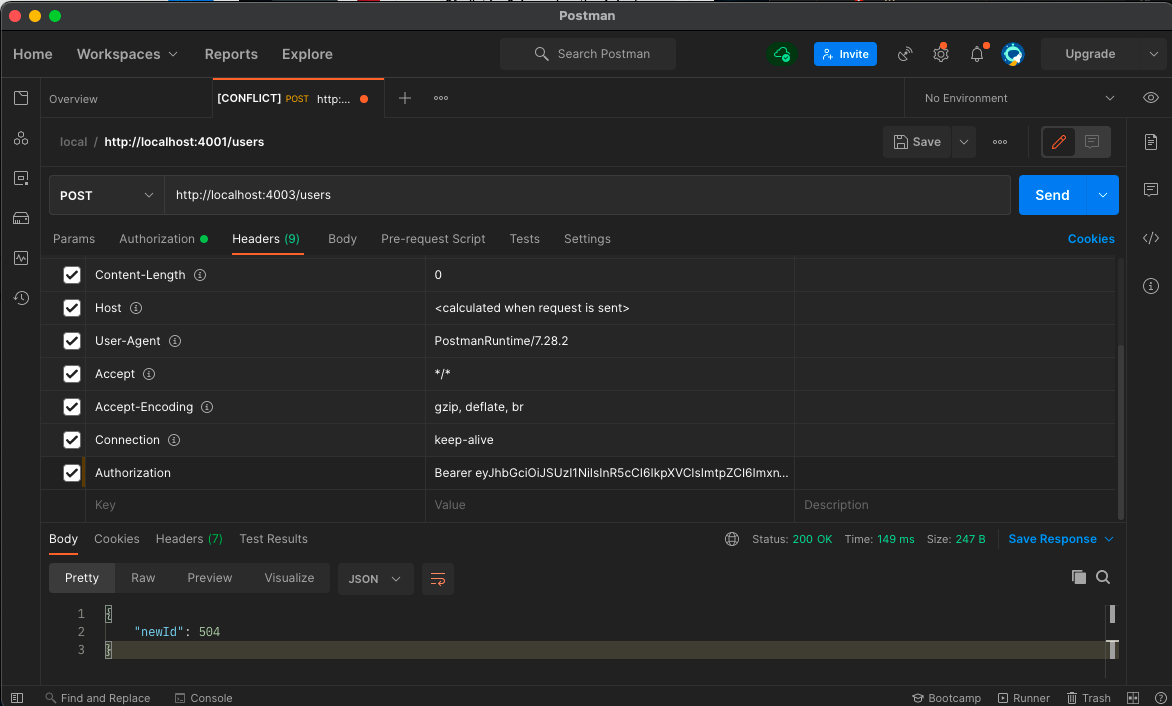 Postman
Home Workspaces Reports Explore Search Postman Invite Upgrade
Overview [CONFLICT] POST http:... No Environment
local / http://localhost:4001/users Save
POST http://localhost:4003/users Send
Params Authorization Headers (9) Body Pre-request Script Tests Settings Cookies
Content-Length 0
Host <calculated when request is sent>
User-Agent PostmanRuntime/7.28.2
Accept */*
Accept-Encoding gzip, deflate, br
Connection keep-alive
Authorization Bearer eyJhbGciOiJSUzI1NiIsInR5cCI6IkpXVCIsImtpZCI6Imxn...
Key Value Description
Body Cookies Headers (7) Test Results Status: 200 OK Time: 149 ms Size: 247 B Save Response
Pretty Raw Preview Visualize JSON
1 {
2 "newId": 504
3 }
Find and Replace Console Bootcamp Runner Trash